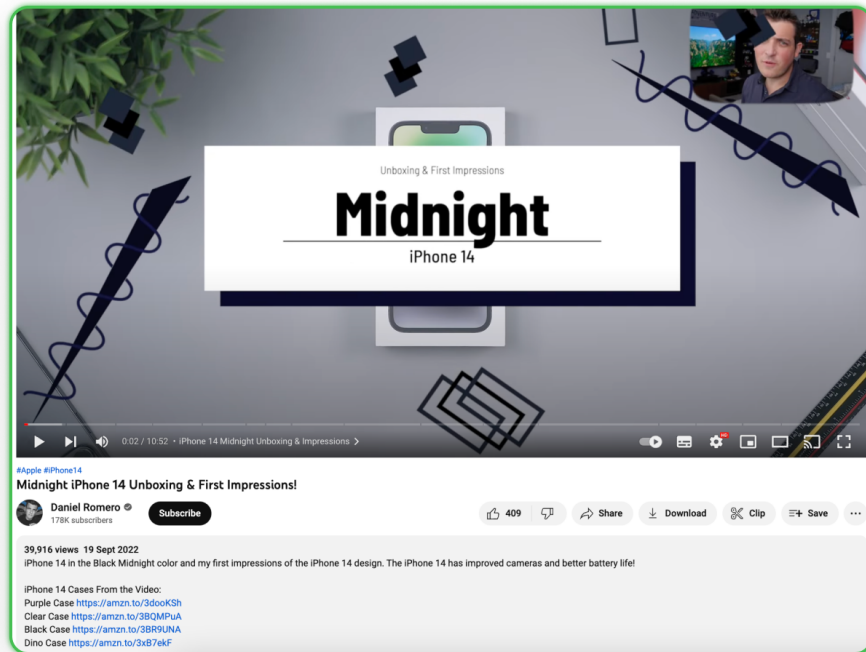 Unboxing & First Impressions
Midnight
iPhone 14
0:02 / 10:52 • iPhone 14 Midnight Unboxing & Impressions >
HD
#Apple #iPhone14
Midnight iPhone 14 Unboxing & First Impressions!
Daniel Romero
178K subscribers
Subscribe
409
Share
Download
Clip
Save
...
39,916 views 19 Sept 2022
iPhone 14 in the Black Midnight color and my first impressions of the iPhone 14 design. The iPhone 14 has improved cameras and better battery life!
iPhone 14 Cases From the Video:
Purple Case https://amzn.to/3dooKSh
Clear Case https://amzn.to/3BQMPuA
Black Case https://amzn.to/3BR9UNA
Dino Case https://amzn.to/3xB7ekF